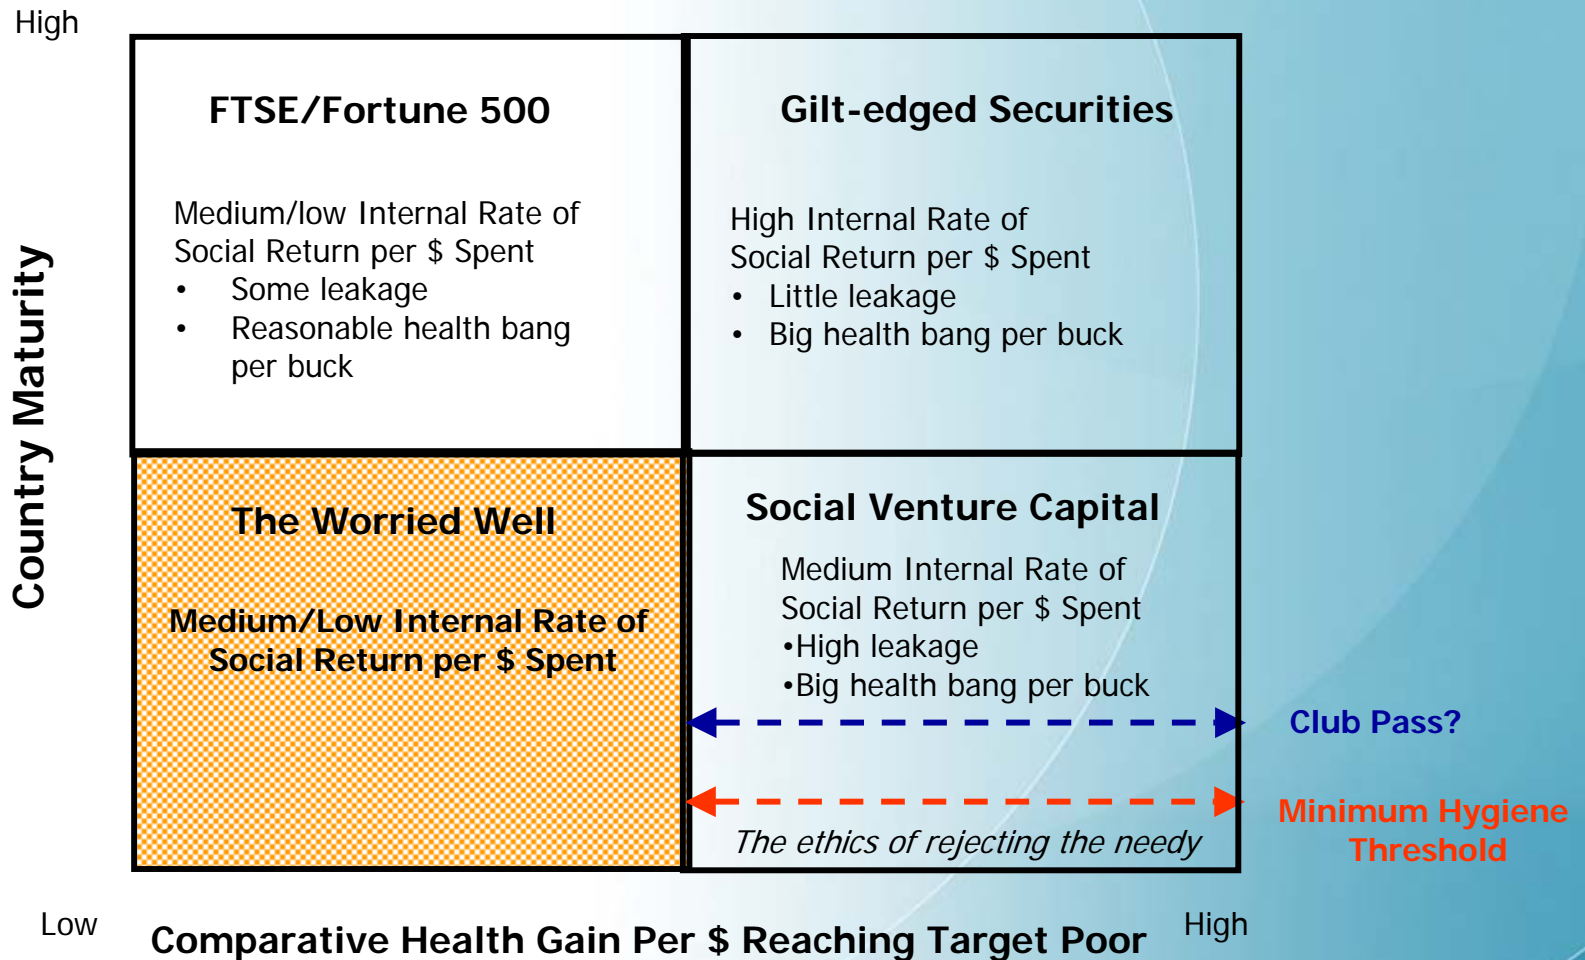 High
Country Maturity
FTSE/Fortune 500
Medium/low Internal Rate of
Social Return per $ Spent
• Some leakage
• Reasonable health bang
per buck
Gilt-edged Securities
High Internal Rate of
Social Return per $ Spent
• Little leakage
• Big health bang per buck
The Worried Well
Medium/Low Internal Rate of
Social Return per $ Spent
Social Venture Capital
Medium Internal Rate of
Social Return per $ Spent
•High leakage
•Big health bang per buck
Club Pass?
Minimum Hygiene
Threshold
The ethics of rejecting the needy
Low
Comparative Health Gain Per $ Reaching Target Poor
High